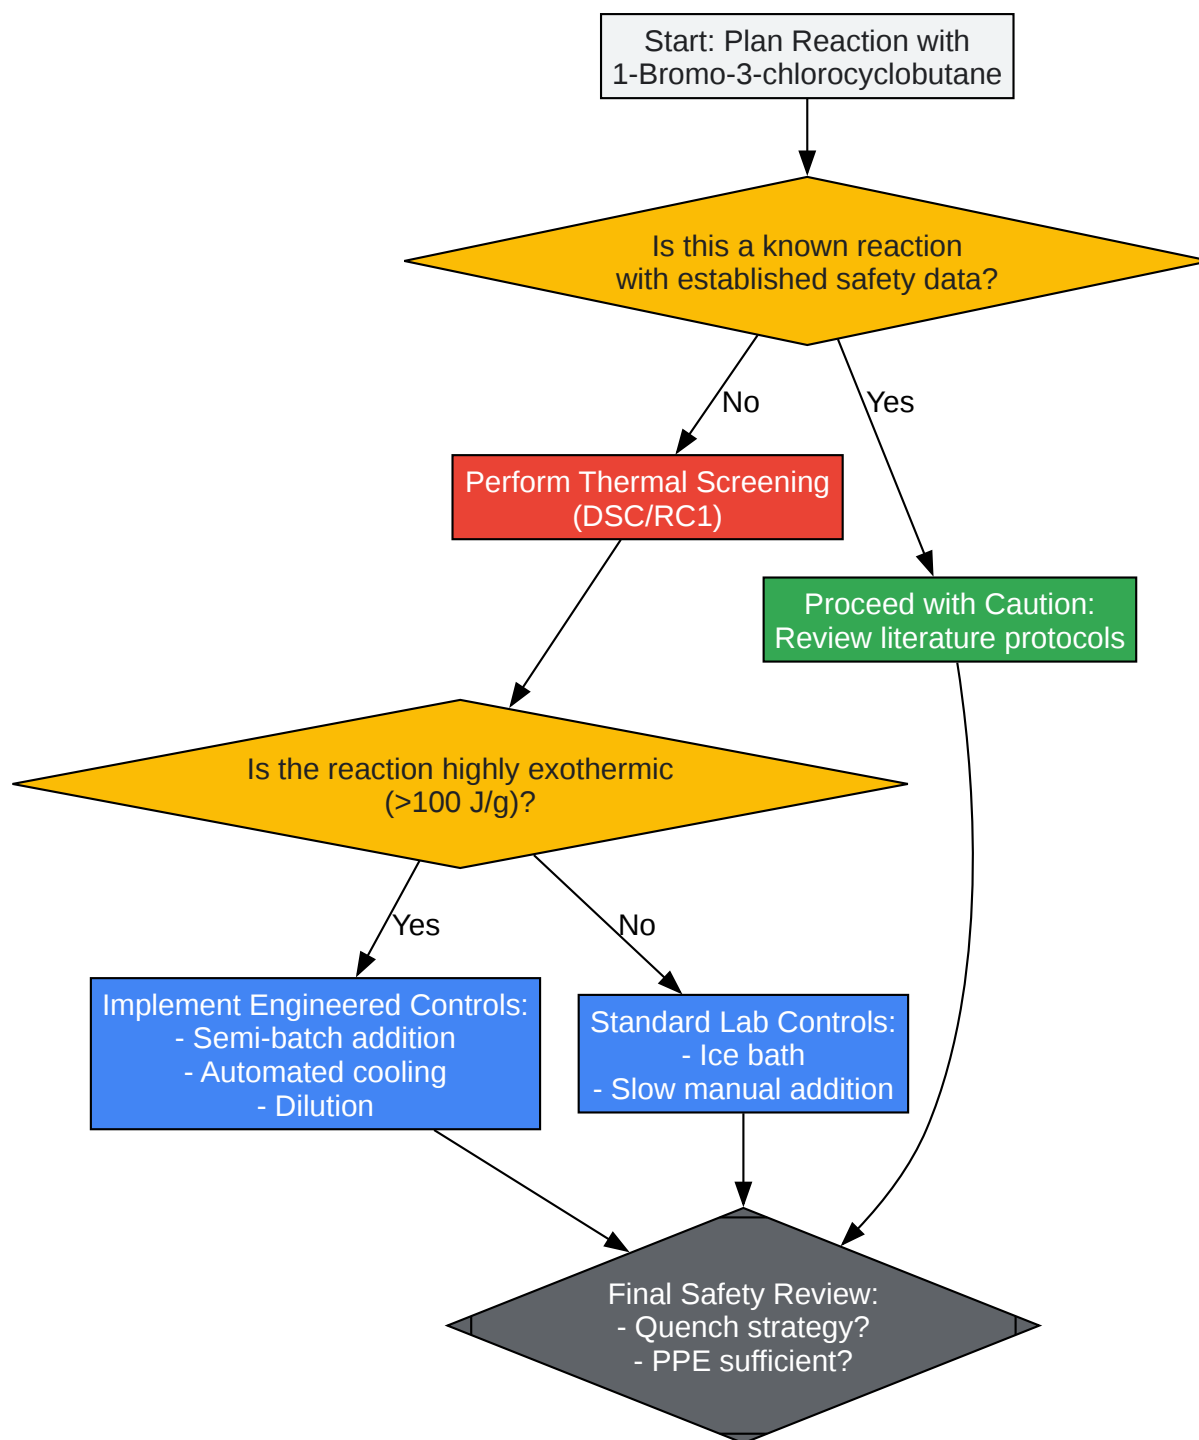 Start: Plan Reaction with
1-Bromo-3-chlorocyclobutane
Is this a known reaction
with established safety data?
No
Yes
Perform Thermal Screening
(DSC/RC1)
Proceed with Caution:
Review literature protocols
Is the reaction highly exothermic
(>100 J/g)?
Yes
No
Implement Engineered Controls:
- Semi-batch addition
- Automated cooling
- Dilution
Standard Lab Controls:
- Ice bath
- Slow manual addition
Final Safety Review:
- Quench strategy?
- PPE sufficient?